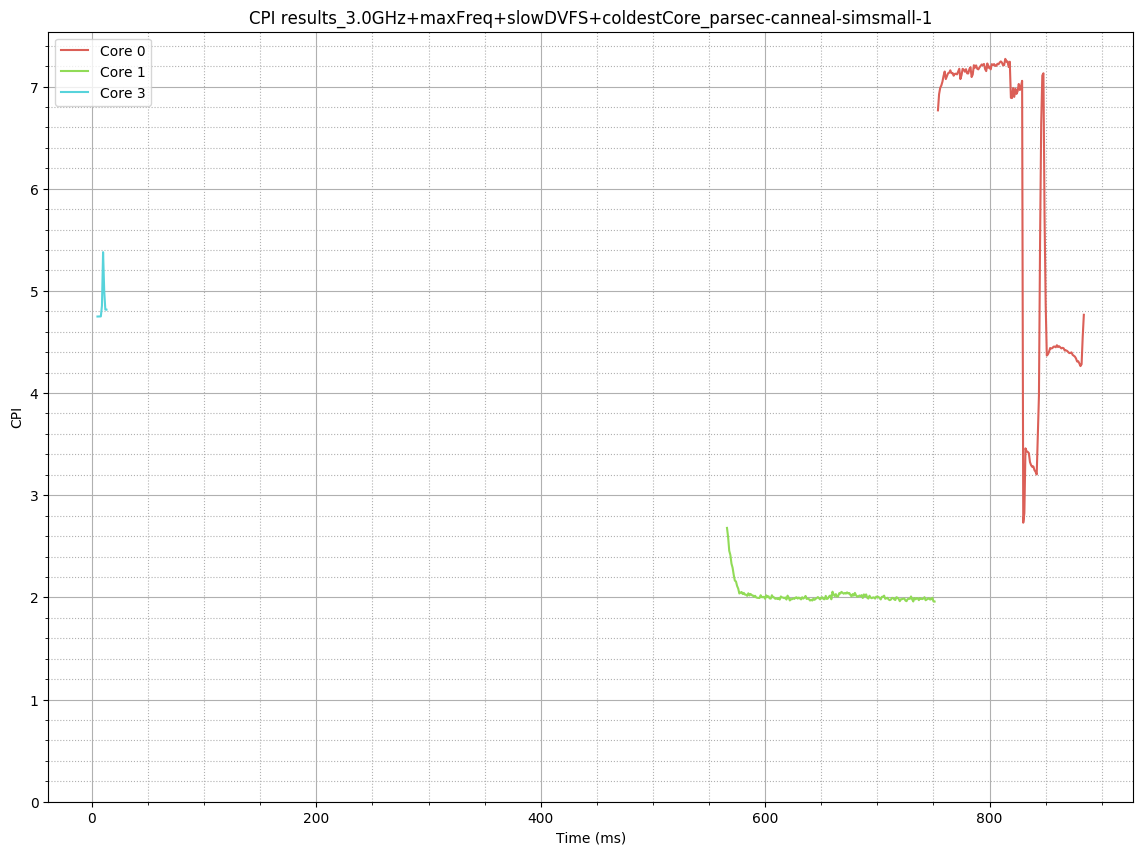 CPI results_3.0GHz+maxFreq+slowDVFS+coldestCore_parsec-canneal-simsmall-1
Core 0
Core 1
Core 3
7
6
5
4
3
2
1
0
CPI
0 200 400 600 800
Time (ms)